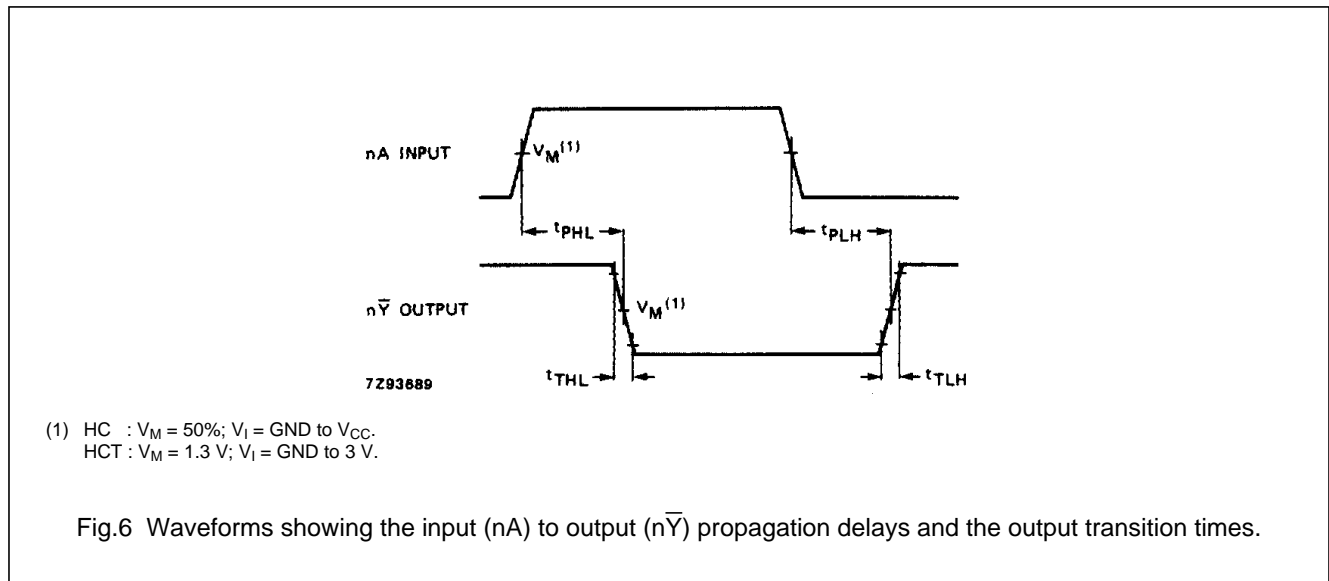 nA INPUT
VM(1)
tPHL
tPLH
nY̅ OUTPUT
VM(1)
tTHL
tTLH
7Z93689
(1) HC : VM = 50%; VI = GND to VCC.
HCT : VM = 1.3 V; VI = GND to 3 V.
Fig.6 Waveforms showing the input (nA) to output (nY̅) propagation delays and the output transition times.